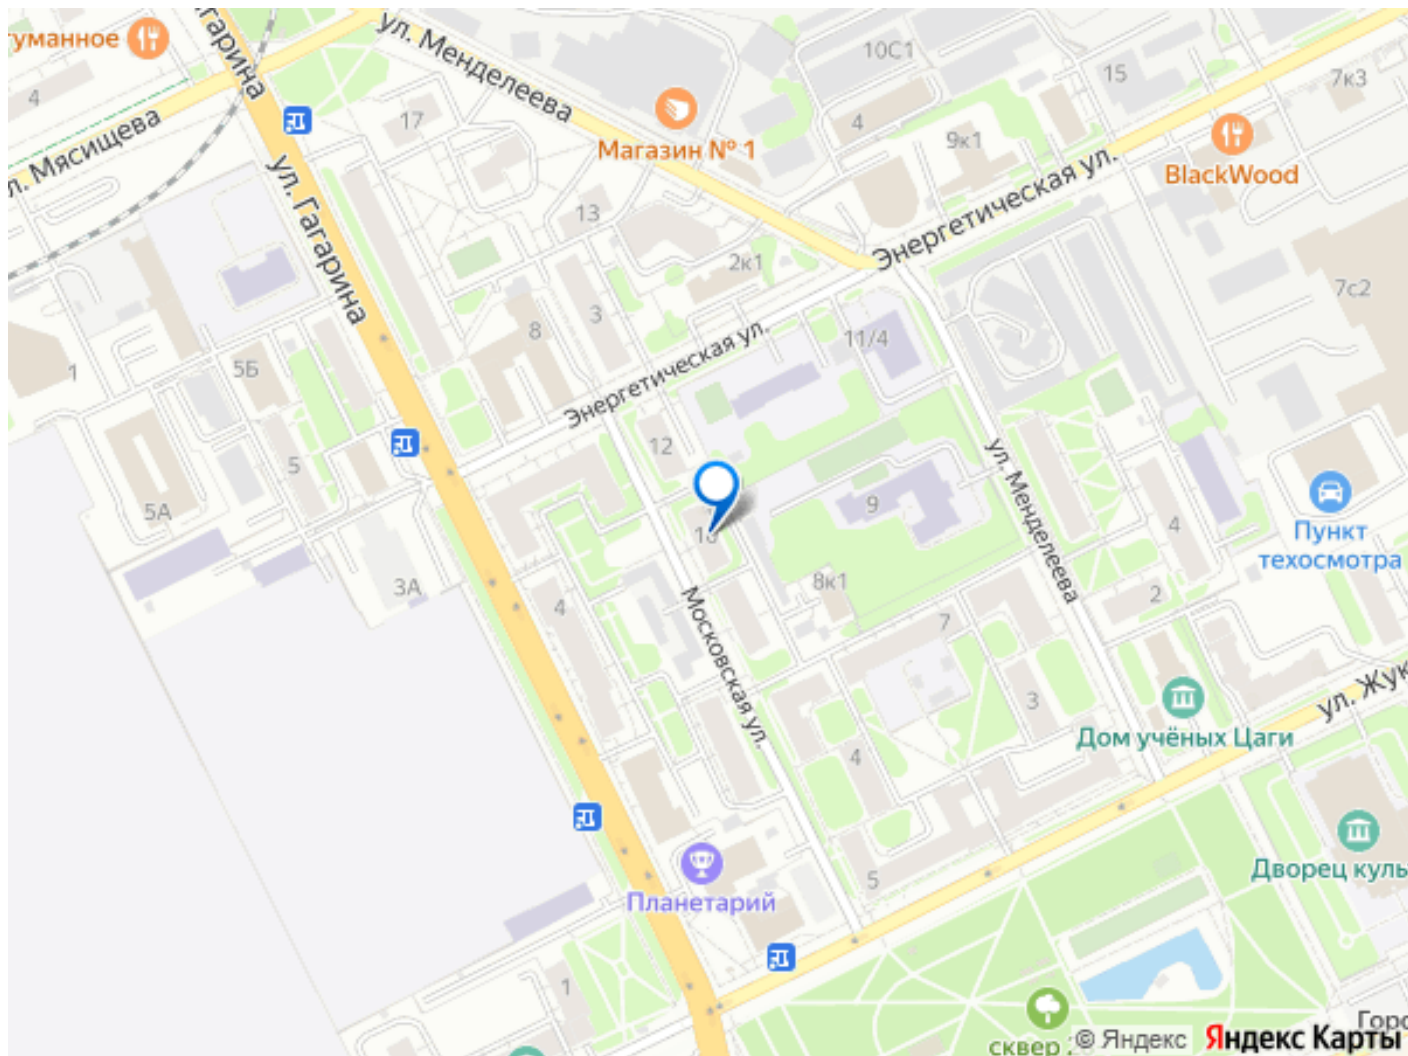 туманное
4
Гагарина
ул. Менделеева
10С1
15
7к3
17
Магазин № 1
4
9к1
BlackWood
л. Мясищева
ул. Гагарина
13
Энергетическая ул.
2к1
7с2
1
5Б
8
3
Энергетическая ул.
11/4
12
5
5А
9
ул. Менделеева
4
Пункт
техосмотра
3А
4
8к1
2
7
Московская ул.
3
ул. Жук
Дом учёных Цаги
4
5
Планетарий
Дворец куль
1
сквер
© Яндекс
Яндекс Карты
Горо